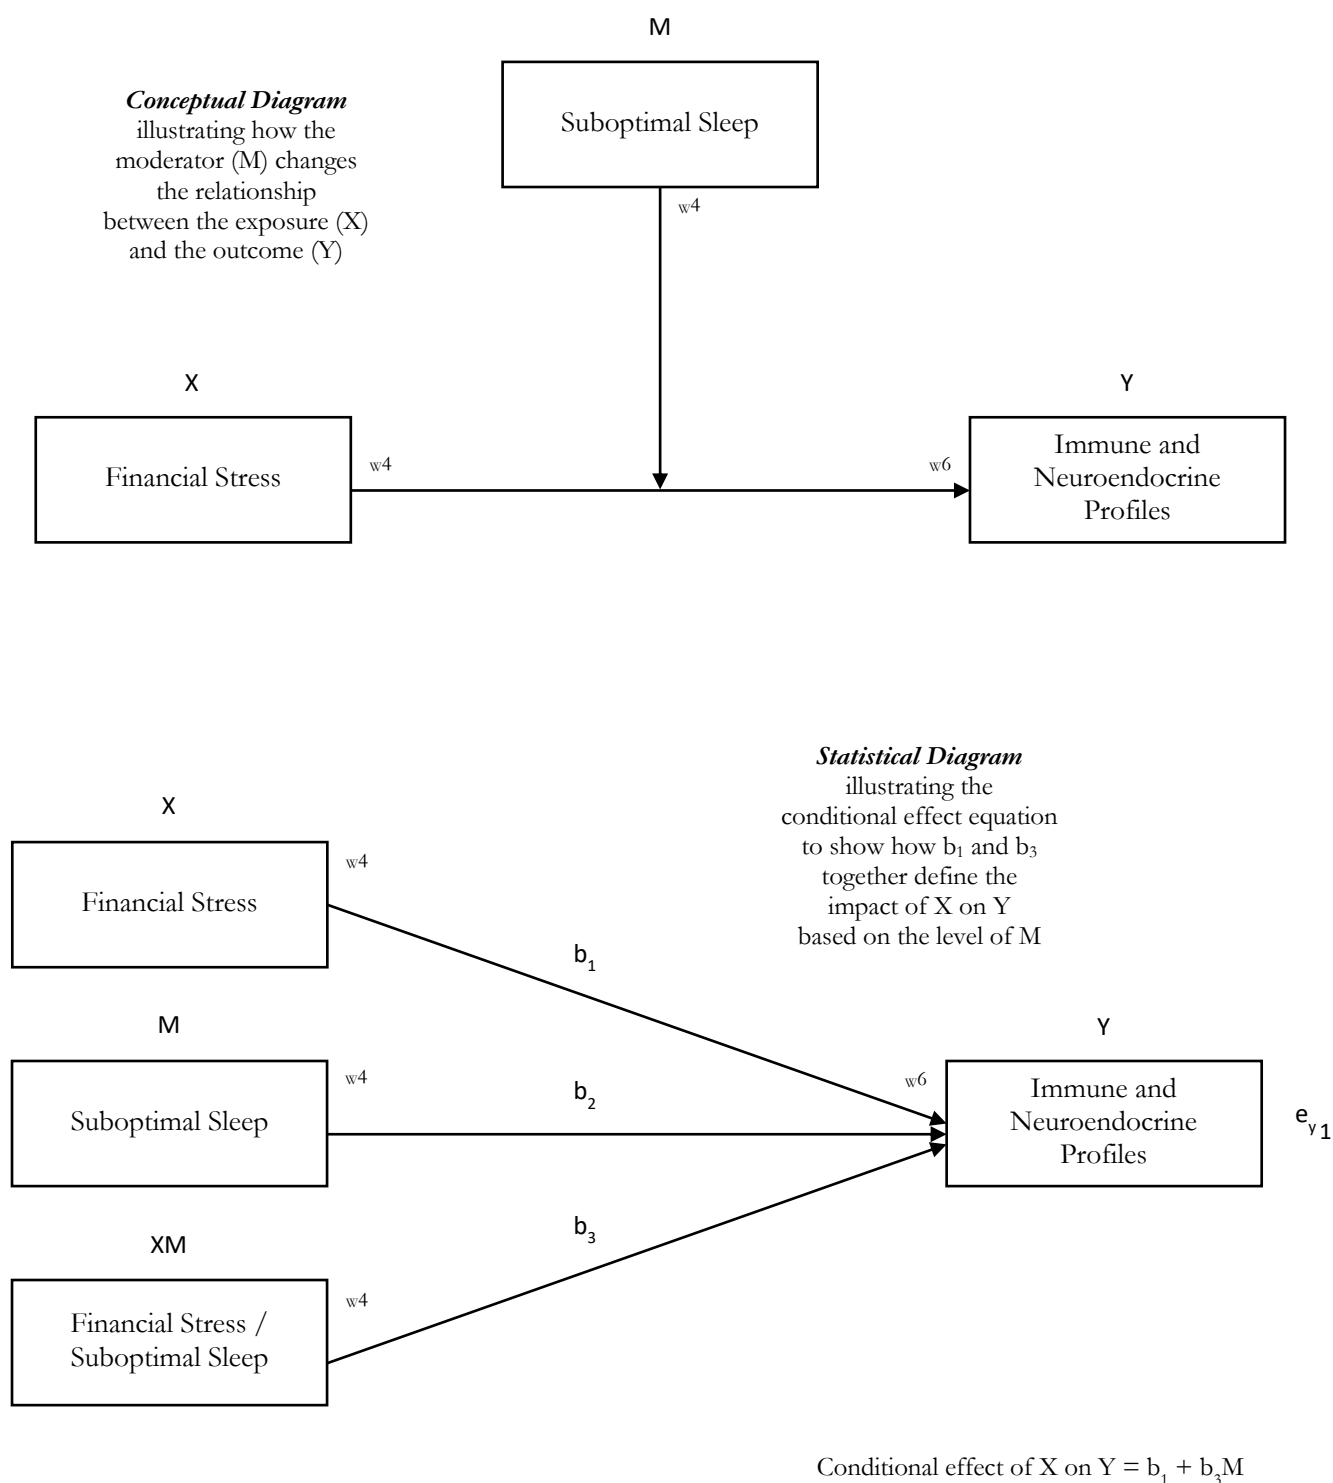 M
Conceptual Diagram
illustrating how the
moderator (M) changes
the relationship
between the exposure (X)
and the outcome (Y)
Suboptimal Sleep
w4
X
Y
Financial Stress
w4
w6
Immune and
Neuroendocrine
Profiles
Statistical Diagram
illustrating the
conditional effect equation
to show how b₁ and b₃
together define the
impact of X on Y
based on the level of M
X
Financial Stress
w4
b₁
M
Suboptimal Sleep
w4
b₂
Y
w6
Immune and
Neuroendocrine
Profiles
e_y1
XM
Financial Stress /
Suboptimal Sleep
w4
b₃
Conditional effect of X on Y = b₁ + b₃M